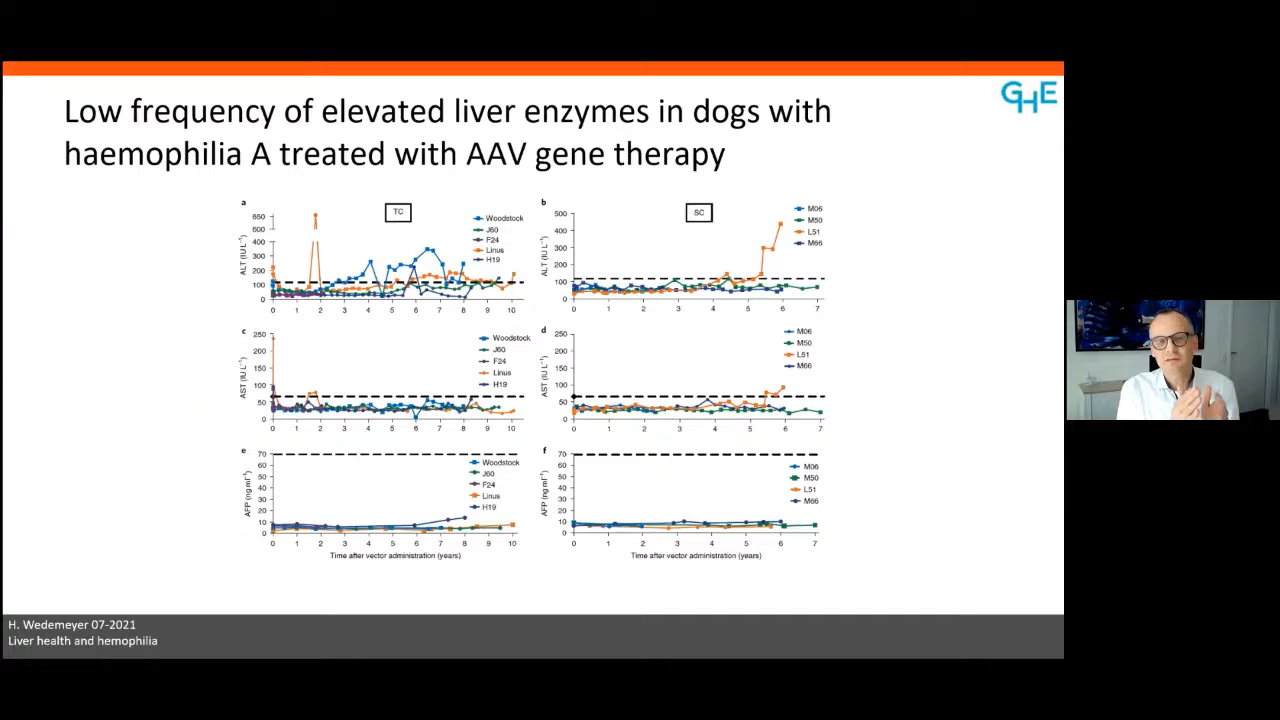 Low frequency of elevated liver enzymes in dogs with
haemophilia A treated with AAV gene therapy
GHE
a
TC
650
600
400
300
200
100
0
ALT (IU L⁻¹)
Woodstock
J60
F24
Linus
H19
0 1 2 3 4 5 6 7 8 9 10
b
SC
500
400
300
200
100
0
ALT (IU L⁻¹)
M06
M50
L51
M66
0 1 2 3 4 5 6 7
c
250
200
150
100
50
0
AST (IU L⁻¹)
Woodstock
J60
F24
Linus
H19
0 1 2 3 4 5 6 7 8 9 10
d
250
200
150
100
50
0
AST (IU L⁻¹)
M06
M50
L51
M66
0 1 2 3 4 5 6 7
e
70
60
50
40
30
20
10
0
AFP (ng ml⁻¹)
Woodstock
J60
F24
Linus
H19
0 1 2 3 4 5 6 7 8 9 10
Time after vector administration (years)
f
70
60
50
40
30
20
10
0
AFP (ng ml⁻¹)
M06
M50
L51
M66
0 1 2 3 4 5 6 7
Time after vector administration (years)
H. Wedemeyer 07-2021
Liver health and hemophilia